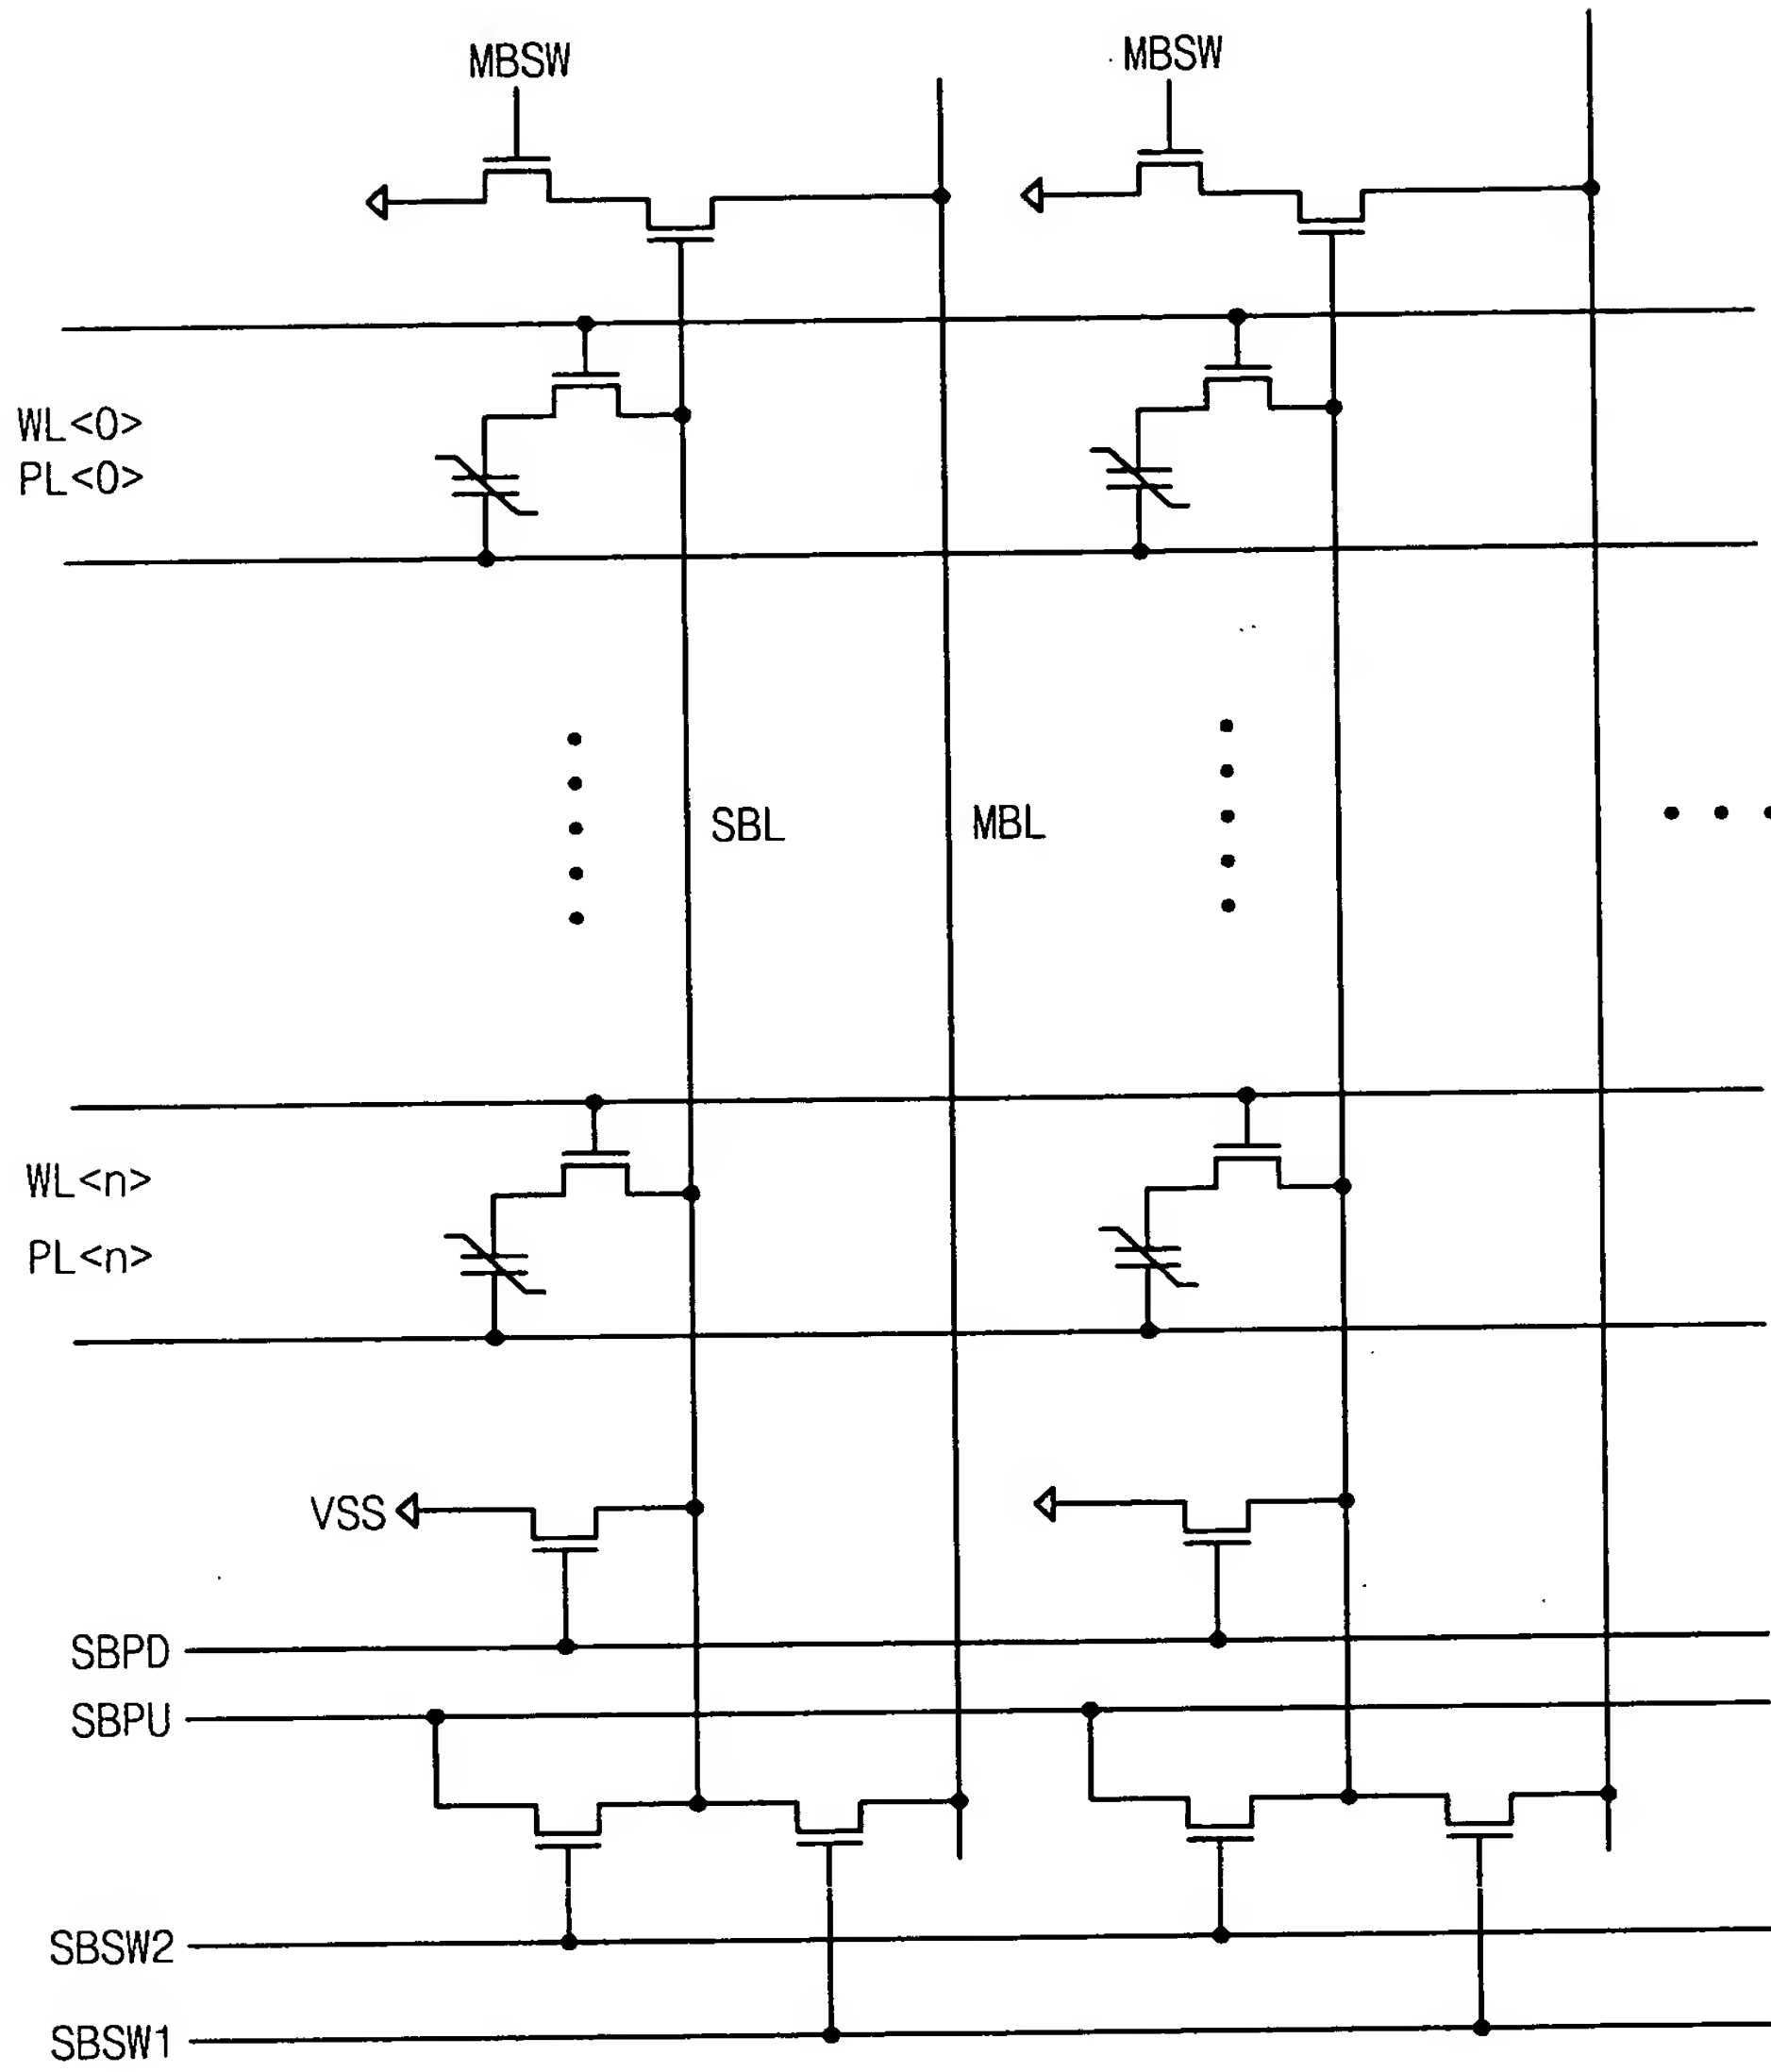 MBSW
MBSW
WL<0>
PL<0>
SBL
MBL
WL<n>
PL<n>
VSS
SBPD
SBPU
SBSW2
SBSW1